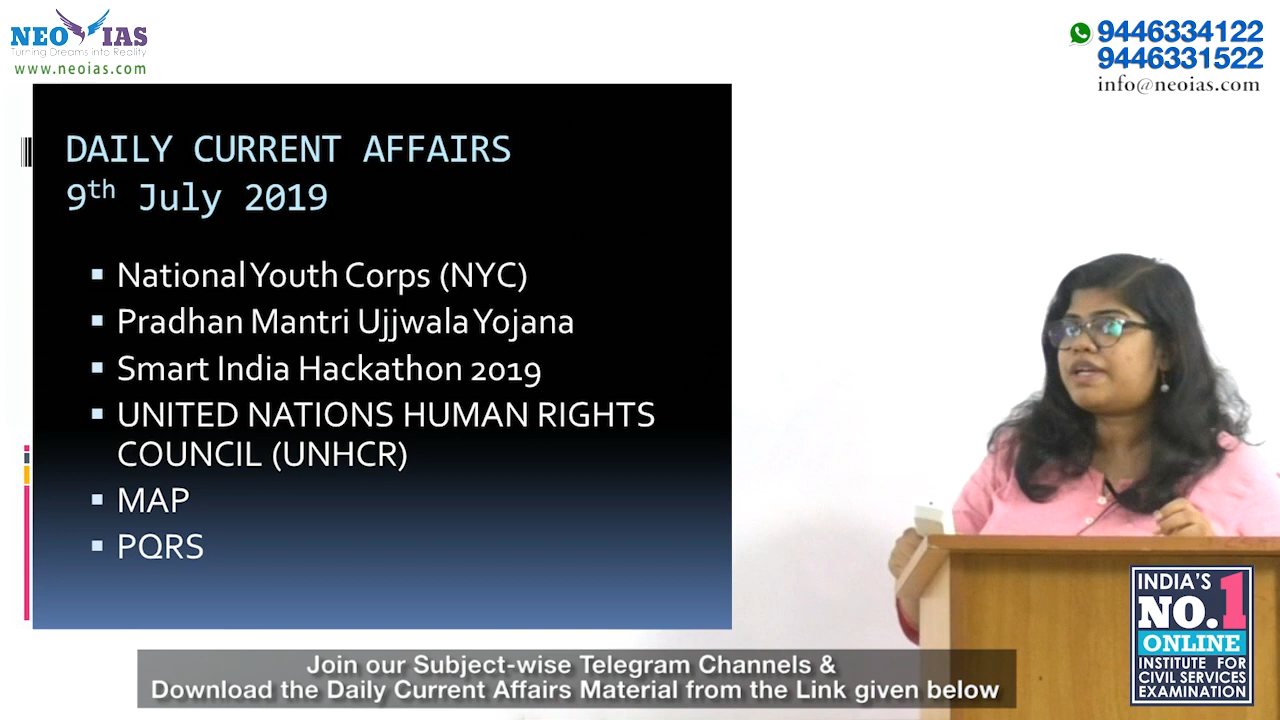 NEO IAS
Turning Dreams into Reality
www.neoias.com
9446334122
9446331522
info@neoias.com
DAILY CURRENT AFFAIRS
9th July 2019
National Youth Corps (NYC)
Pradhan Mantri Ujjwala Yojana
Smart India Hackathon 2019
UNITED NATIONS HUMAN RIGHTS
COUNCIL (UNHCR)
MAP
PQRS
INDIA'S
NO.1
ONLINE
INSTITUTE FOR
CIVIL SERVICES
EXAMINATION
Join our Subject-wise Telegram Channels &
Download the Daily Current Affairs Material from the Link given below